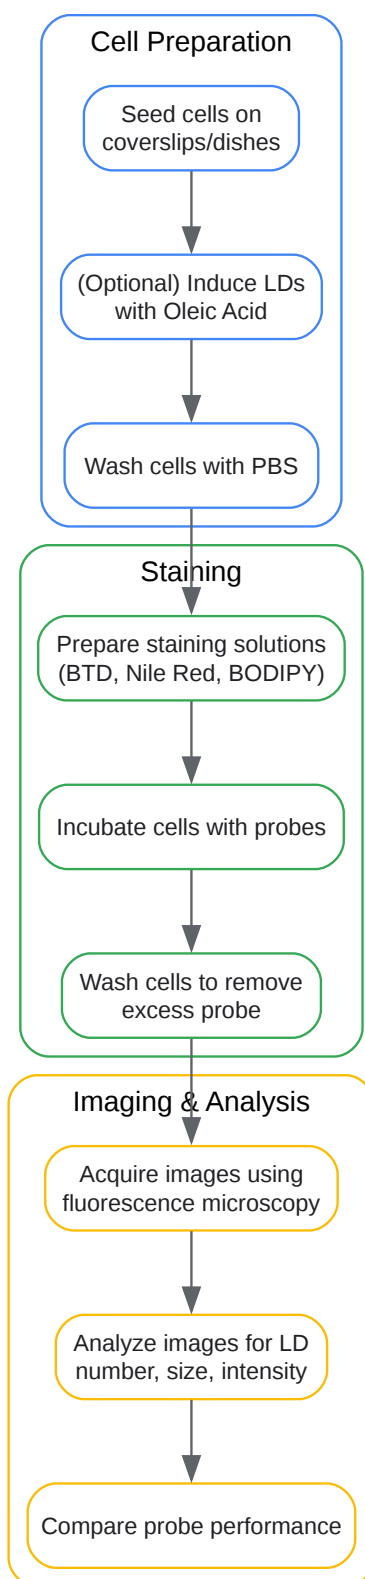 Cell Preparation
Seed cells on
coverslips/dishes
(Optional) Induce LDs
with Oleic Acid
Wash cells with PBS
Staining
Prepare staining solutions
(BTD, Nile Red, BODIPY)
Incubate cells with probes
Wash cells to remove
excess probe
Imaging & Analysis
Acquire images using
fluorescence microscopy
Analyze images for LD
number, size, intensity
Compare probe performance